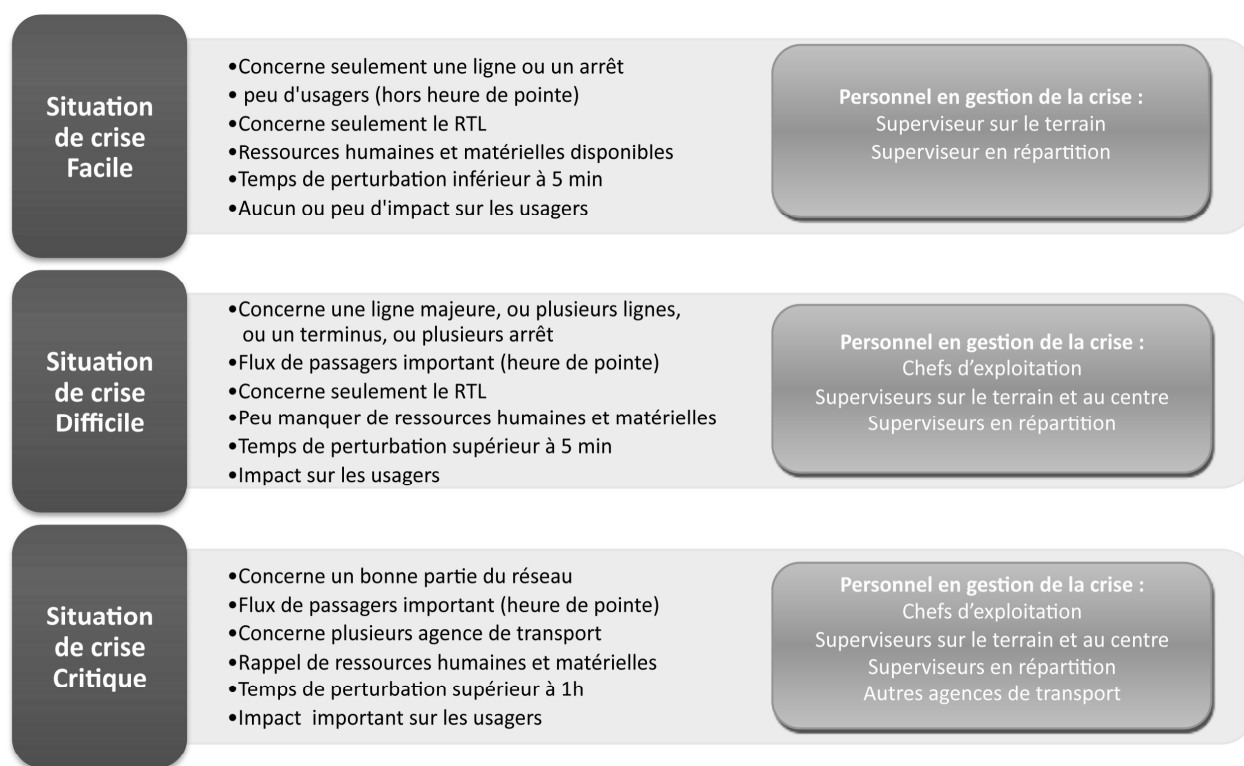 Situation
de crise
Facile
•Concerne seulement une ligne ou un arrêt
• peu d'usagers (hors heure de pointe)
•Concerne seulement le RTL
•Ressources humaines et matérielles disponibles
•Temps de perturbation inférieur à 5 min
•Aucun ou peu d'impact sur les usagers
Personnel en gestion de la crise :
Superviseur sur le terrain
Superviseur en répartition
Situation
de crise
Difficile
•Concerne une ligne majeure, ou plusieurs lignes,
ou un terminus, ou plusieurs arrêt
•Flux de passagers important (heure de pointe)
•Concerne seulement le RTL
•Peu manquer de ressources humaines et matérielles
•Temps de perturbation supérieur à 5 min
•Impact sur les usagers
Personnel en gestion de la crise :
Chefs d'exploitation
Superviseurs sur le terrain et au centre
Superviseurs en répartition
Situation
de crise
Critique
•Concerne un bonne partie du réseau
•Flux de passagers important (heure de pointe)
•Concerne plusieurs agence de transport
•Rappel de ressources humaines et matérielles
•Temps de perturbation supérieur à 1h
•Impact  important sur les usagers
Personnel en gestion de la crise :
Chefs d'exploitation
Superviseurs sur le terrain et au centre
Superviseurs en répartition
Autres agences de transport